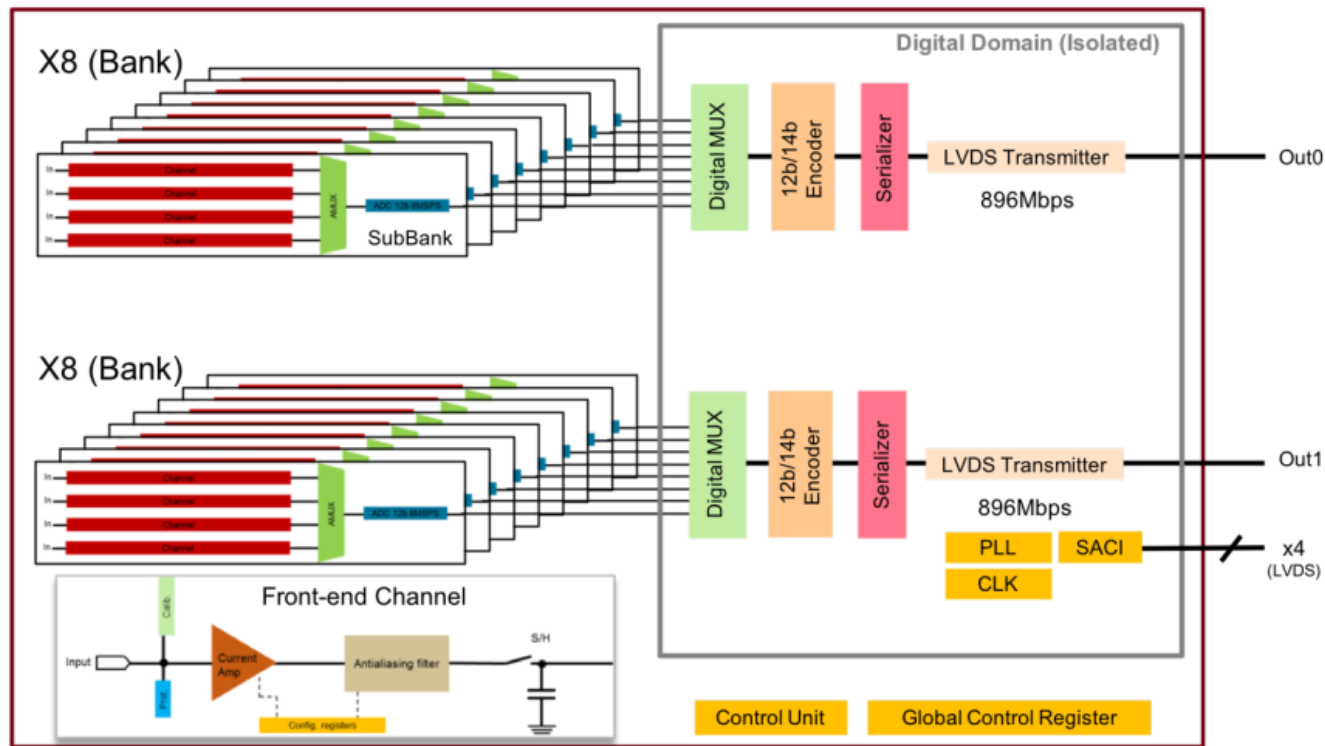 Digital Domain (Isolated)
X8 (Bank)
In
Channel
In
Channel
In
Channel
In
Channel
AMUX
ADC 12b 8MSPS
SubBank
Digital MUX
12b/14b
Encoder
Serializer
LVDS Transmitter
896Mbps
Out0
X8 (Bank)
In
Channel
In
Channel
In
Channel
In
Channel
AMUX
ADC 12b 8MSPS
Digital MUX
12b/14b
Encoder
Serializer
LVDS Transmitter
896Mbps
Out1
PLL
SACI
CLK
x4
(LVDS)
Front-end Channel
Calib.
Input
Current
Amp
Antialiasing filter
S/H
Prot.
Config. registers
Control Unit
Global Control Register